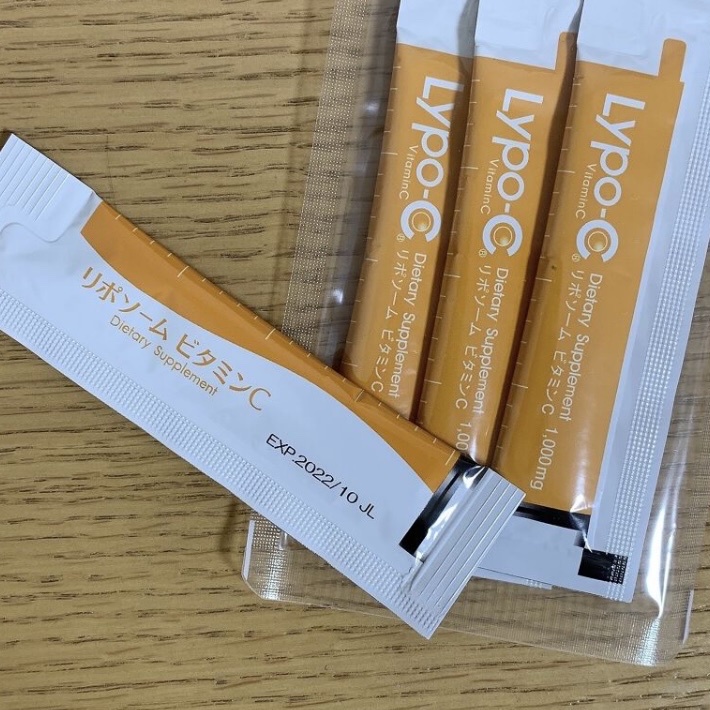 リポソーム ビタミンC
Dietary Supplement
EXP.2022/10 JL
Lypo-C
VitaminC
®
Dietary Supplement
リポソーム ビタミンC
Lypo-C
VitaminC
®
Dietary Supplement
リポソーム ビタミンC 1,00
Lypo-C
VitaminC
Dietary Supplement
リポソーム ビタミンC 1,000mg